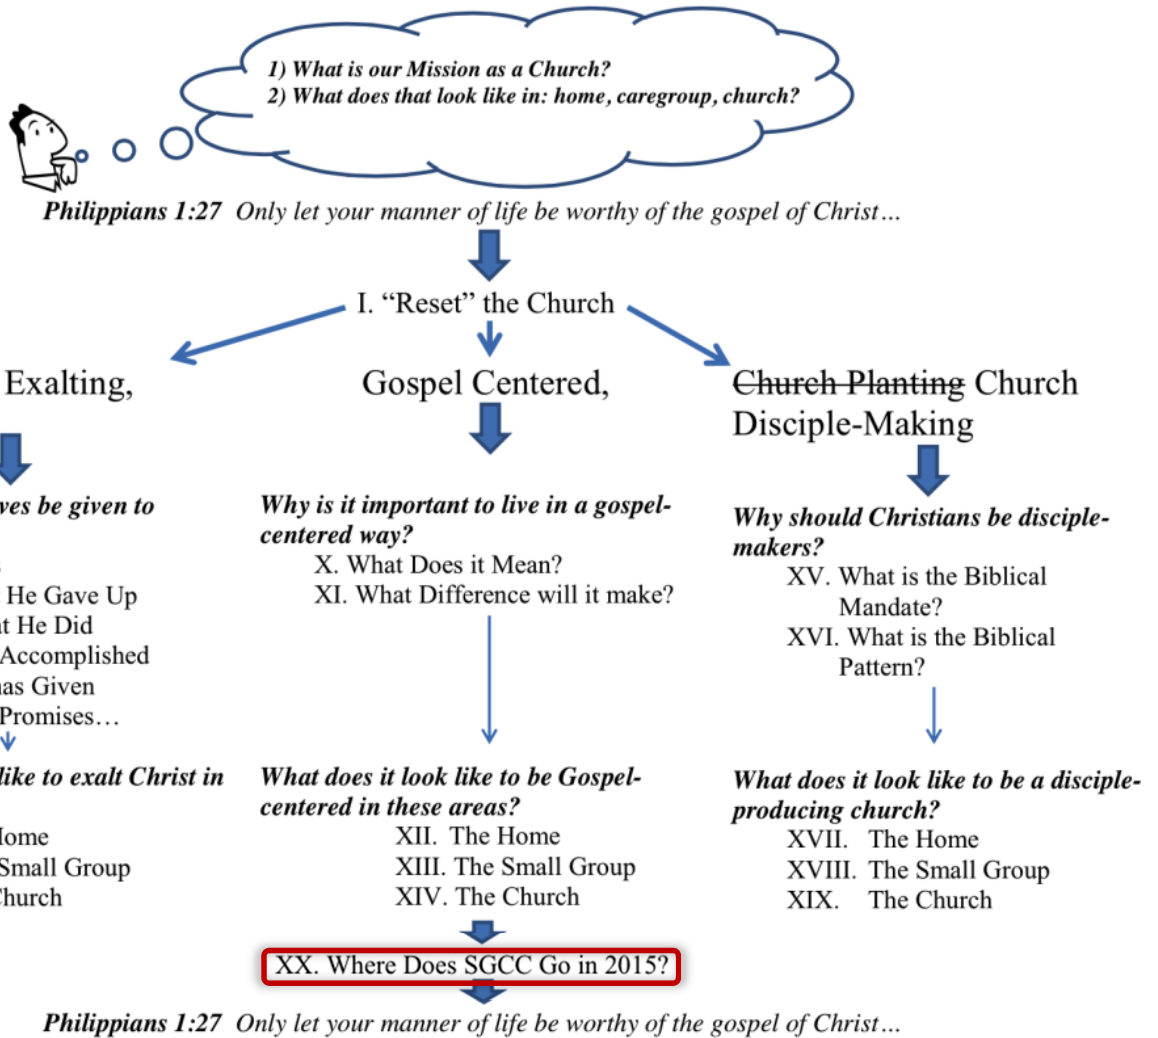 1) What is our Mission as a Church?
2) What does that look like in: home, caregroup, church?
Philippians 1:27 Only let your manner of life be worthy of the gospel of Christ…
I. “Reset” the Church
Exalting,
Gospel Centered,
Church Planting Church
Disciple-Making
be given to
He Gave Up
He Did
Accomplished
Given
Promises…
like to exalt Christ in
Small Group
Why is it important to live in a gospel-
centered way?
X. What Does it Mean?
XI. What Difference will it make?
What does it look like to be Gospel-
centered in these areas?
XII. The Home
XIII. The Small Group
XIV. The Church
Why should Christians be disciple-
makers?
XV. What is the Biblical
Mandate?
XVI. What is the Biblical
Pattern?
What does it look like to be a disciple-
producing church?
XVII. The Home
XVIII. The Small Group
XIX. The Church
XX. Where Does SGCC Go in 2015?
Philippians 1:27 Only let your manner of life be worthy of the gospel of Christ…